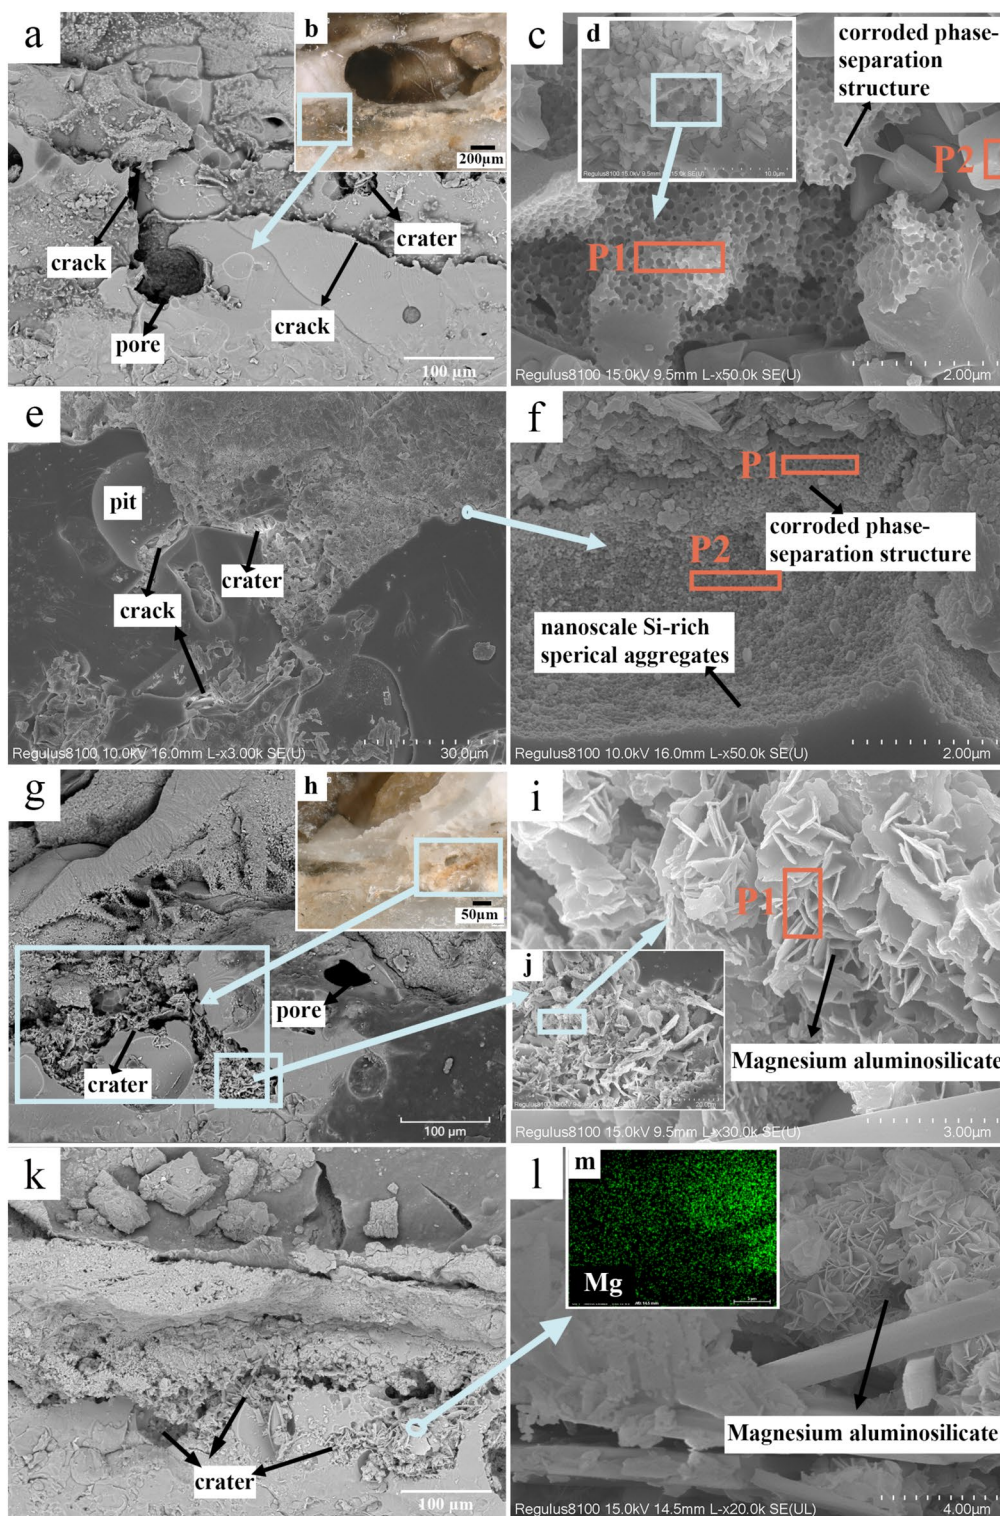 a
b
200μm
crack
crater
crack
pore
100 μm
c
d
corroded phase-
separation
structure
P2
P1
Regulus8100 15.0kV 9.5mm L-x50.0k SE(U)
2.00μm
e
pit
crater
crack
Regulus8100 10.0kV 16.0mm L-x3.00k SE(U)
30.0μm
f
P1
corroded phase-
separation structure
P2
nanoscale Si-rich
sperical aggregates
Regulus8100 10.0kV 16.0mm L-x50.0k SE(U)
2.00μm
g
h
50μm
pore
crater
100 μm
i
P1
j
Magnesium aluminosilicate
Regulus8100 15.0kV 9.5mm L-x30.0k SE(U)
3.00μm
k
crater
100 μm
l
m
Mg
Magnesium aluminosilicate
Regulus8100 15.0kV 14.5mm L-x20.0k SE(UL)
4.00μm